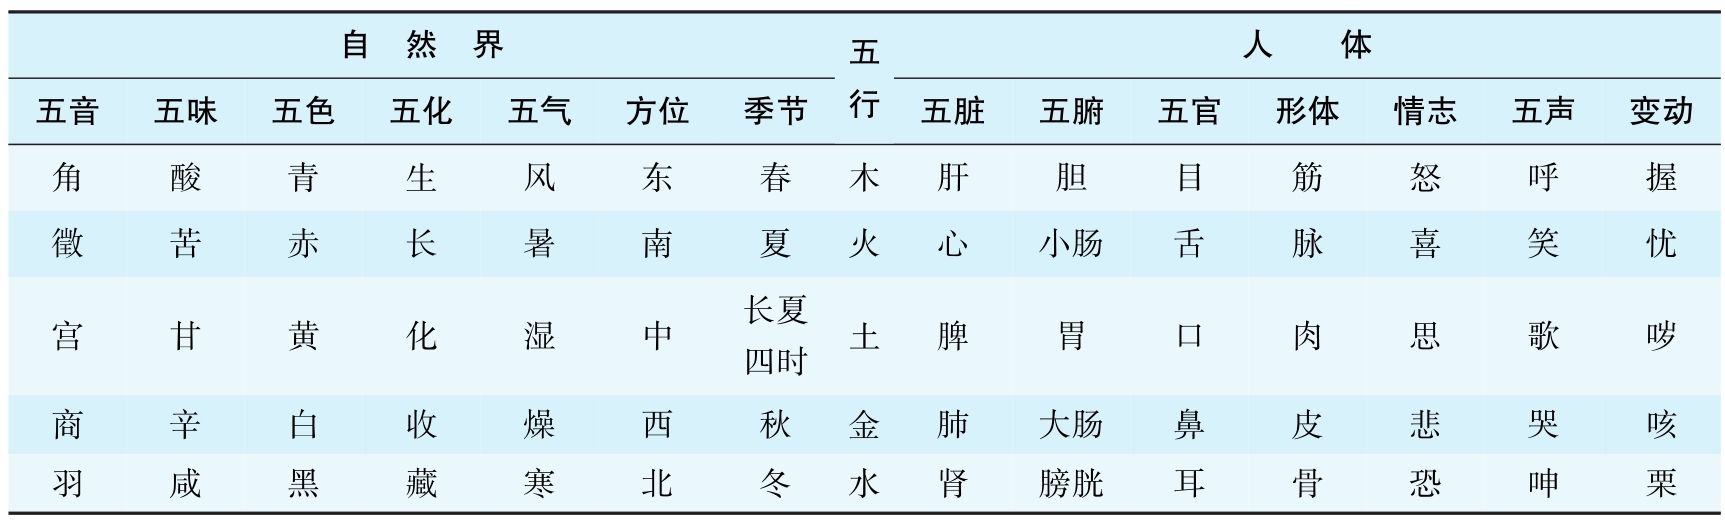 自 然 界 五行 人 体
五音 五味 五色 五化 五气 方位 季节 五脏 五腑 五官 形体 情志 五声 变动
角 酸 青 生 风 东 春 木 肝 胆 目 筋 怒 呼 握
徵 苦 赤 长 暑 南 夏 火 心 小肠 舌 脉 喜 笑 忧
宫 甘 黄 化 湿 中 长夏四时 土 脾 胃 口 肉 思 歌 哕
商 辛 白 收 燥 西 秋 金 肺 大肠 鼻 皮 悲 哭 咳
羽 咸 黑 藏 寒 北 冬 水 肾 膀胱 耳 骨 恐 呻 栗